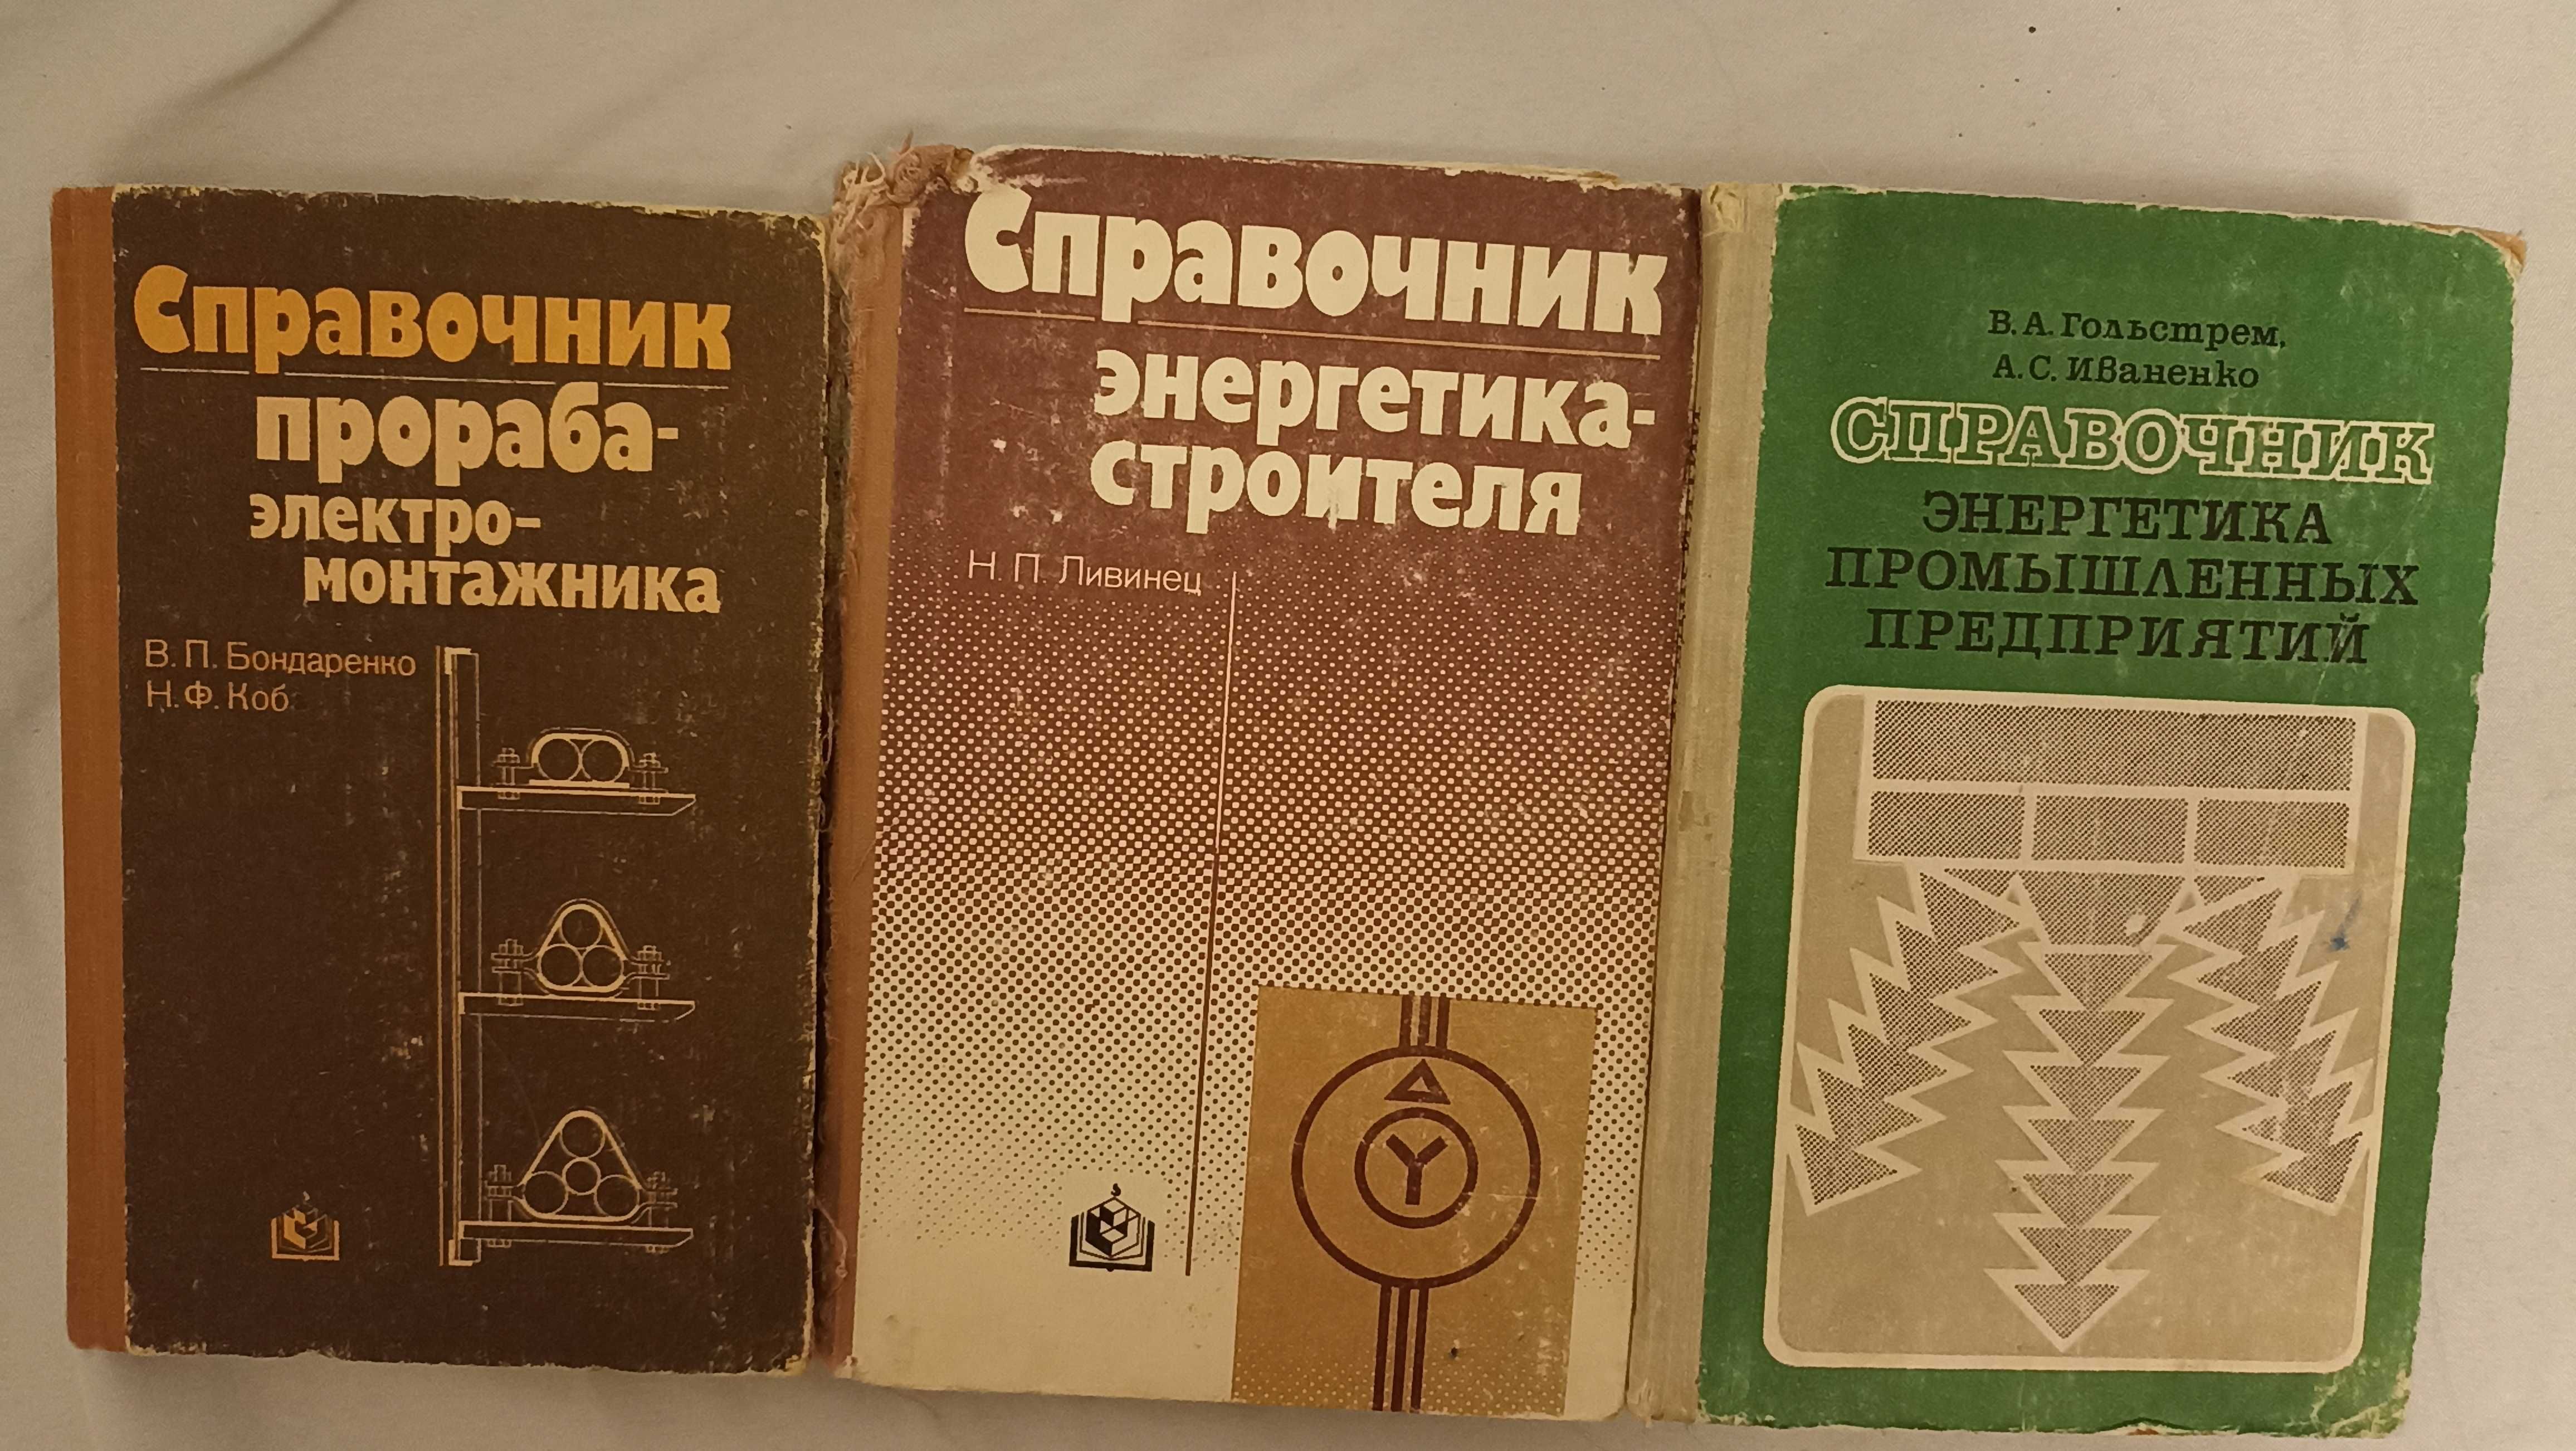 Справочник
прораба-
электро-
монтажника
В. П. Бондаренко
Н. Ф. Коб
Справочник
энергетика-
строителя
Н. П. Ливинец
В. А. Гольстрем,
А. С. Иваненко
СПРАВОЧНИК
ЭНЕРГЕТИКА
ПРОМЫШЛЕННЫХ
ПРЕДПРИЯТИЙ